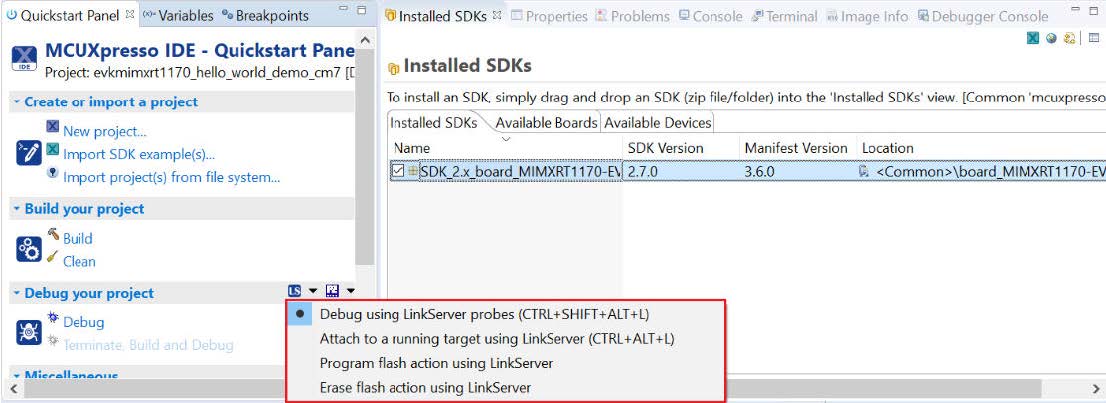 Quickstart Panel
(x)= Variables
Breakpoints
MCUXpresso IDE - Quickstart Pane
IDE
Project: evkmimxrt1170_hello_world_demo_cm7 [D
Create or import a project
New project...
Import SDK example(s)...
Import project(s) from file system...
Build your project
Build
Clean
Debug your project
LS
Debug
Terminate, Build and Debug
Miscellaneous
Debug using LinkServer probes (CTRL+SHIFT+ALT+L)
Attach to a running target using LinkServer (CTRL+ALT+L)
Program flash action using LinkServer
Erase flash action using LinkServer
Installed SDKs
Properties
Problems
Console
Terminal
Image Info
Debugger Console
Installed SDKs
To install an SDK, simply drag and drop an SDK (zip file/folder) into the 'Installed SDKs' view. [Common 'mcuxpresso
Installed SDKs
Available Boards
Available Devices
Name
SDK Version
Manifest Version
Location
SDK_2.x_board_MIMXRT1170-EV
2.7.0
3.6.0
<Common>\board_MIMXRT1170-EV